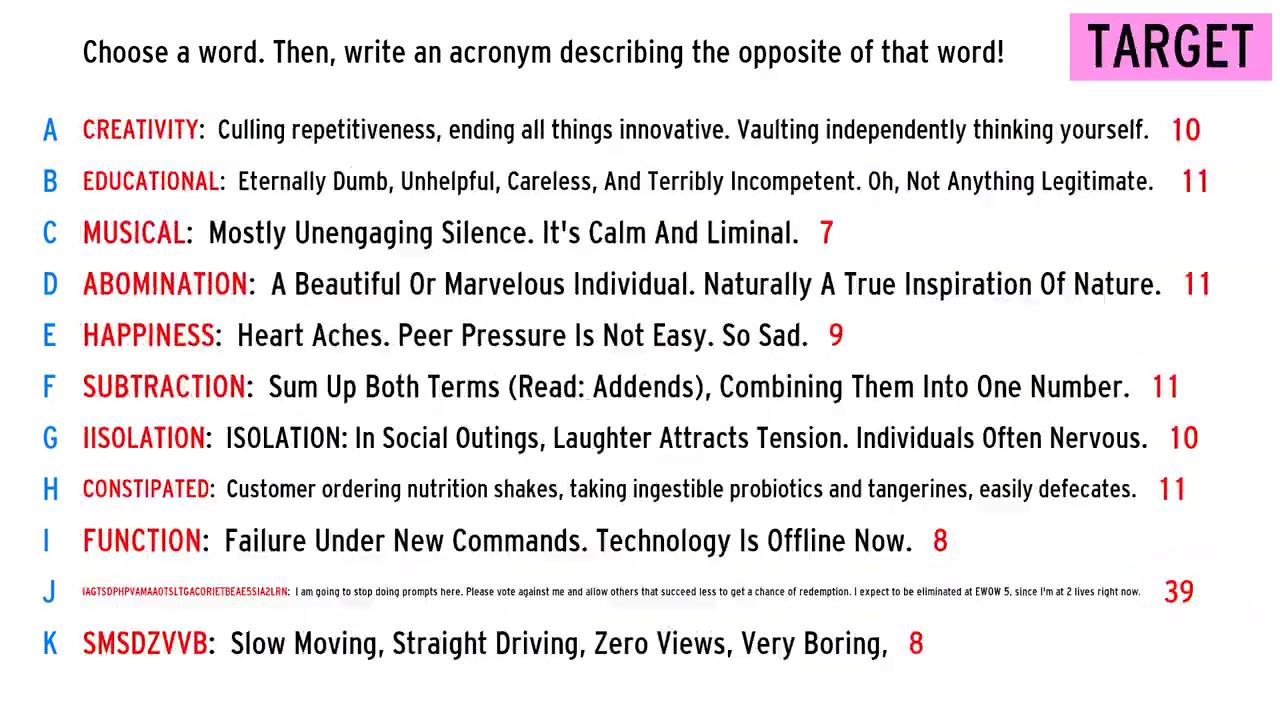 Choose a word. Then, write an acronym describing the opposite of that word! TARGET
A CREATIVITY: Culling repetitiveness, ending all things innovative. Vaulting independently thinking yourself. 10
B EDUCATIONAL: Eternally Dumb, Unhelpful, Careless, And Terribly Incompetent. Oh, Not Anything Legitimate. 11
C MUSICAL: Mostly Unengaging Silence. It's Calm And Liminal. 7
D ABOMINATION: A Beautiful Or Marvelous Individual. Naturally A True Inspiration Of Nature. 11
E HAPPINESS: Heart Aches. Peer Pressure Is Not Easy. So Sad. 9
F SUBTRACTION: Sum Up Both Terms (Read: Addends), Combining Them Into One Number. 11
G IISOLATION: ISOLATION: In Social Outings, Laughter Attracts Tension. Individuals Often Nervous. 10
H CONSTIPATED: Customer ordering nutrition shakes, taking ingestible probiotics and tangerines, easily defecates. 11
I FUNCTION: Failure Under New Commands. Technology Is Offline Now. 8
J IAGTSDPHPVAMAAOTSLTGACORIETBEAE5SIA2LRN: I am going to stop doing prompts here. Please vote against me and allow others that succeed less to get a chance of redemption. I expect to be eliminated at EWOW 5, since I'm at 2 lives right now. 39
K SMSDZVVB: Slow Moving, Straight Driving, Zero Views, Very Boring, 8